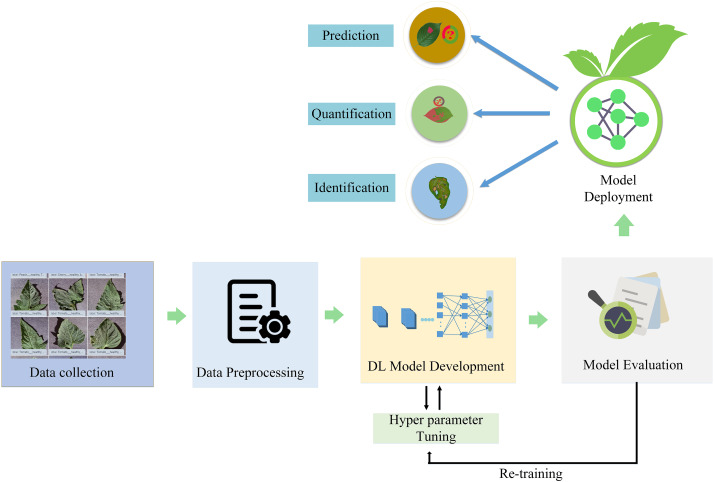 Prediction
Quantification
Identification
Model
Deployment
Data collection
Data Preprocessing
DL Model Development
Model Evaluation
Hyper parameter
Tuning
Re-training